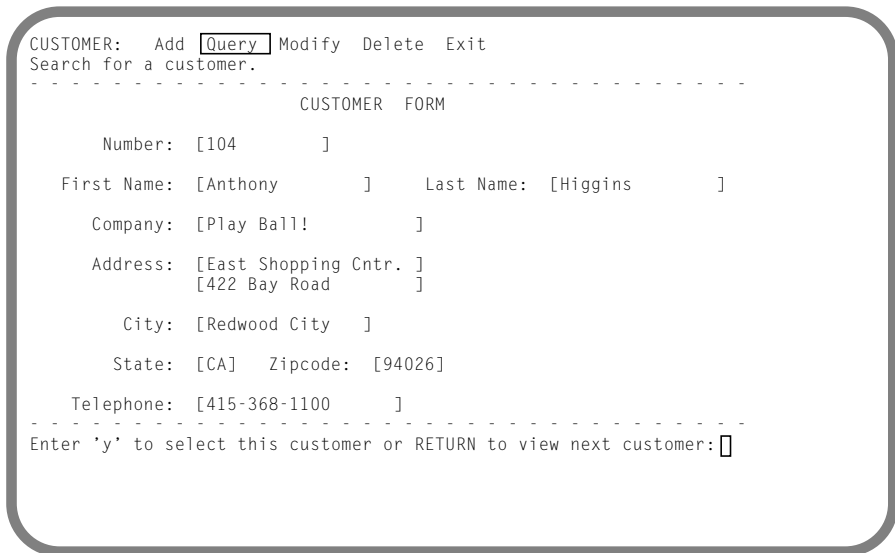 CUSTOMER: Add Query Modify Delete Exit
Search for a customer.
- - - - - - - - - - - - - - - - - - - - - - - - - - - - - - - - - - -
CUSTOMER FORM
Number: [104 ]
First Name: [Anthony ] Last Name: [Higgins ]
Company: [Play Ball! ]
Address: [East Shopping Cntr. ]
[422 Bay Road ]
City: [Redwood City ]
State: [CA] Zipcode: [94026]
Telephone: [415-368-1100 ]
- - - - - - - - - - - - - - - - - - - - - - - - - - - - - - - - - - -
Enter ’y’ to select this customer or RETURN to view next customer: